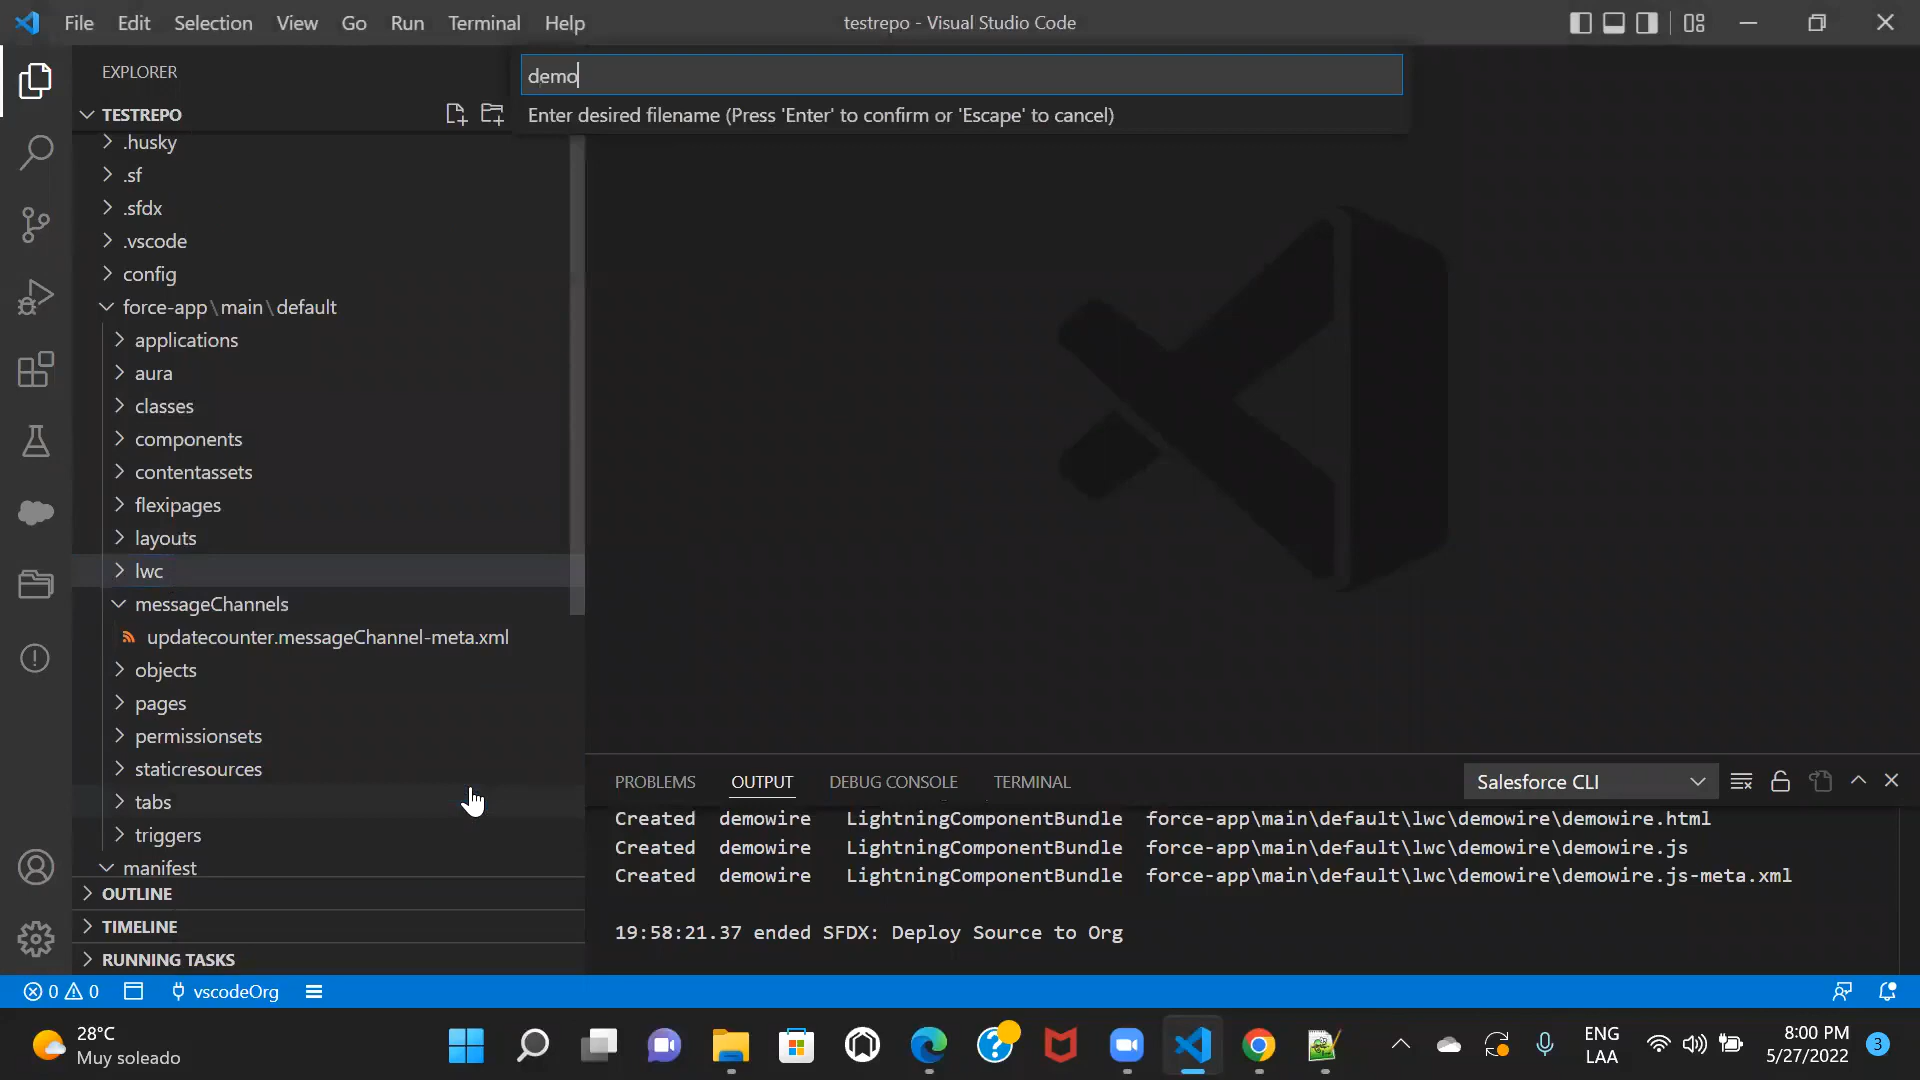 File Edit Selection View Go Run Terminal Help
testrepo - Visual Studio Code
EXPLORER
demo
Enter desired filename (Press 'Enter' to confirm or 'Escape' to cancel)
TESTREPO
.husky
.sf
.sfdx
.vscode
config
force-app\main\default
applications
aura
classes
components
contentassets
flexipages
layouts
lwc
messageChannels
updatecounter.messageChannel-meta.xml
objects
pages
permissionsets
staticresources
tabs
triggers
manifest
OUTLINE
TIMELINE
RUNNING TASKS
PROBLEMS OUTPUT DEBUG CONSOLE TERMINAL
Salesforce CLI
Created demowire LightningComponentBundle force-app\main\default\lwc\demowire\demowire.html
Created demowire LightningComponentBundle force-app\main\default\lwc\demowire\demowire.js
Created demowire LightningComponentBundle force-app\main\default\lwc\demowire\demowire.js-meta.xml
19:58:21.37 ended SFDX: Deploy Source to Org
0 0 vscodeOrg
28°C
Muy soleado
ENG
LAA
8:00 PM
5/27/2022
3